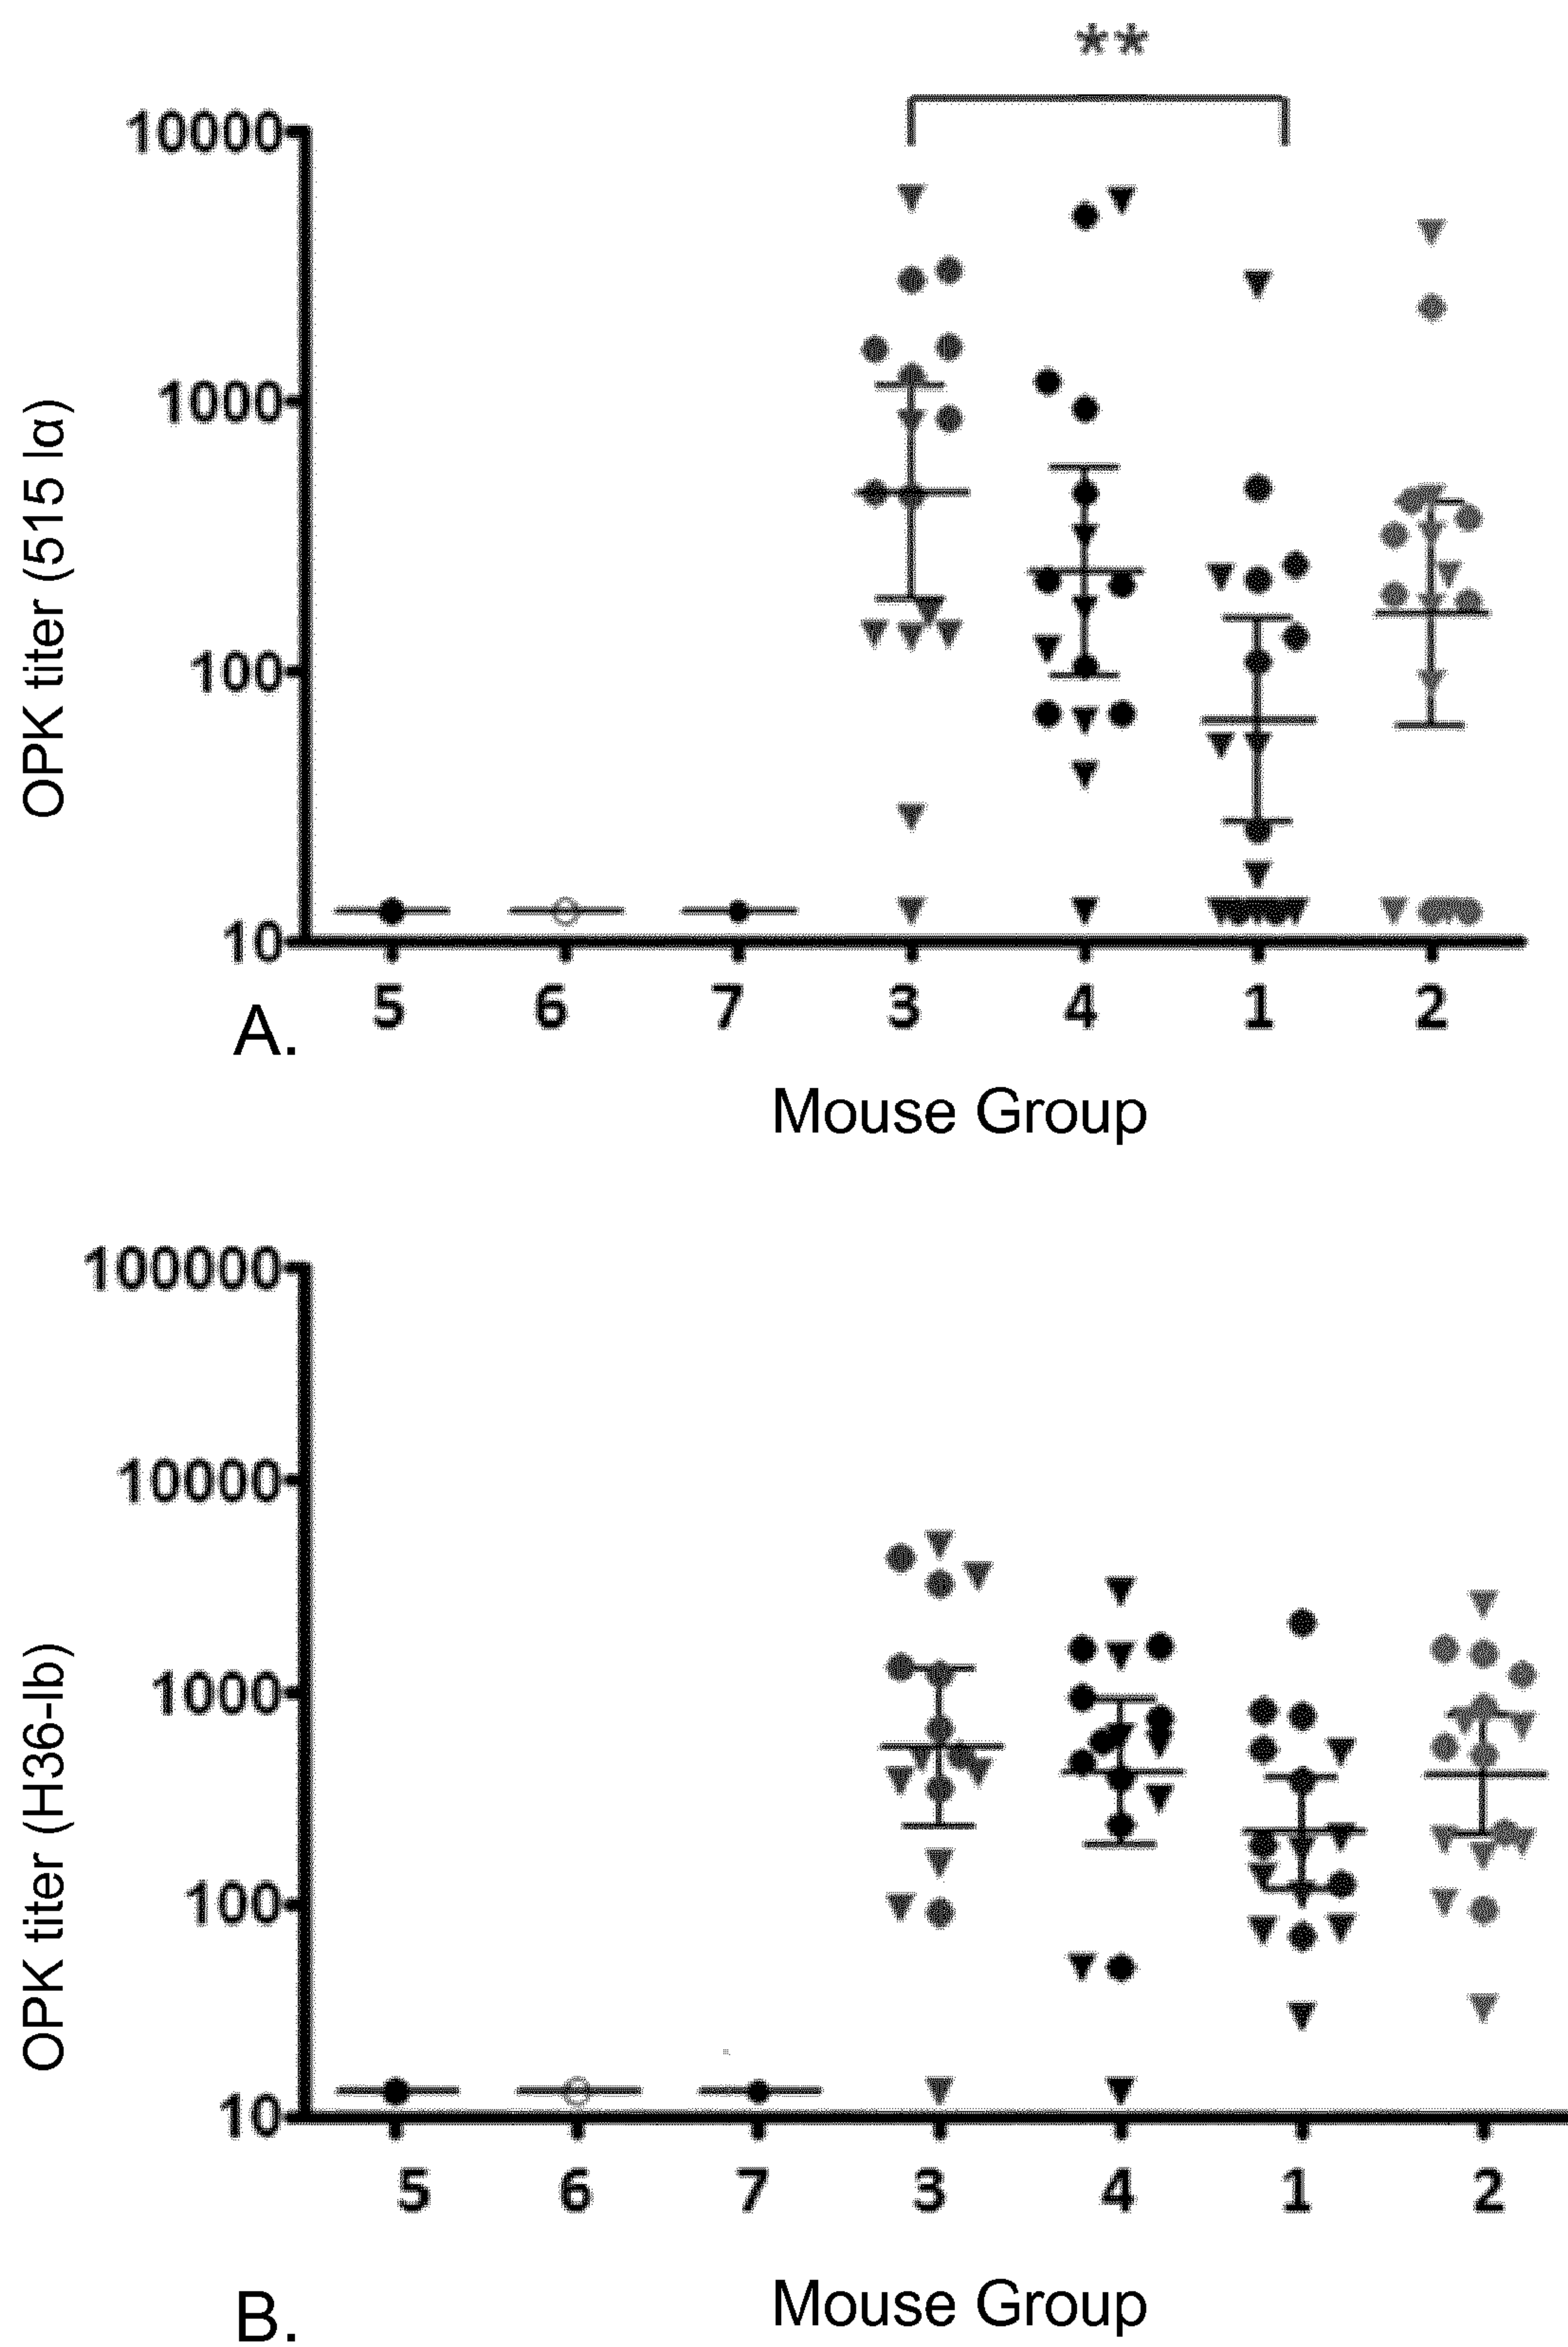 **
10000
1000
100
10
OPK titer (515 Iα)
5 6 7 3 4 1 2
A.
Mouse Group
100000
10000
1000
100
10
OPK titer (H36-Ib)
5 6 7 3 4 1 2
Mouse Group
B.